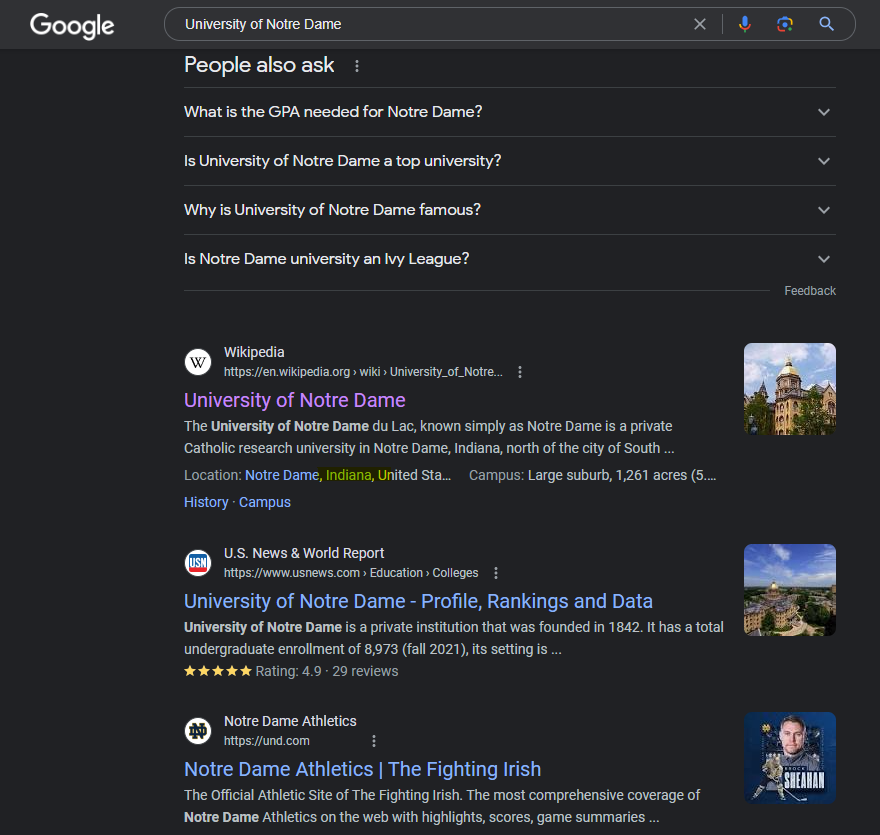 Google
University of Notre Dame
People also ask
What is the GPA needed for Notre Dame?
Is University of Notre Dame a top university?
Why is University of Notre Dame famous?
Is Notre Dame university an Ivy League?
Feedback
W
Wikipedia
https://en.wikipedia.org › wiki › University_of_Notre...
University of Notre Dame
The University of Notre Dame du Lac, known simply as Notre Dame is a private
Catholic research university in Notre Dame, Indiana, north of the city of South ...
Location: Notre Dame, Indiana, United Sta... Campus: Large suburb, 1,261 acres (5....
History · Campus
USN
U.S. News & World Report
https://www.usnews.com › Education › Colleges
University of Notre Dame - Profile, Rankings and Data
University of Notre Dame is a private institution that was founded in 1842. It has a total
undergraduate enrollment of 8,973 (fall 2021), its setting is ...
Rating: 4.9 · 29 reviews
ND
Notre Dame Athletics
https://und.com
Notre Dame Athletics | The Fighting Irish
The Official Athletic Site of The Fighting Irish. The most comprehensive coverage of
Notre Dame Athletics on the web with highlights, scores, game summaries ...
BROCK
SHEAHAN